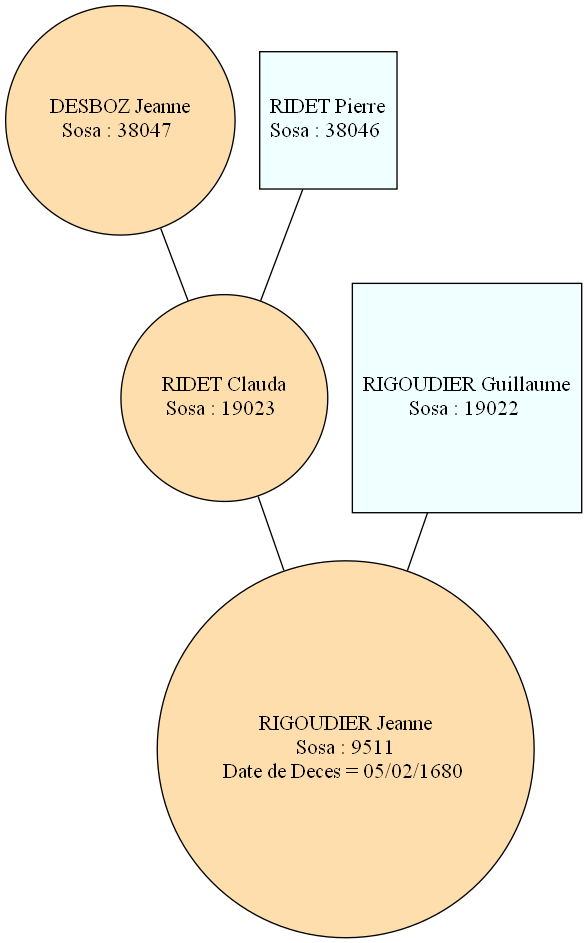 DESBOZ Jeanne
Sosa : 38047
RIDET Pierre
Sosa : 38046
RIDET Clauda
Sosa : 19023
RIGOUDIER Guillaume
Sosa : 19022
RIGOUDIER Jeanne
Sosa : 9511
Date de Deces = 05/02/1680